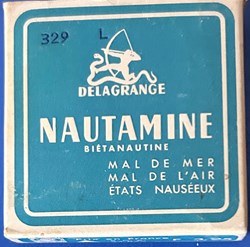 329 L
DELAGRANGE
NAUTAMINE
BIÉTANAUTINE
MAL DE MER
MAL DE L'AIR
ÉTATS NAUSÉEUX